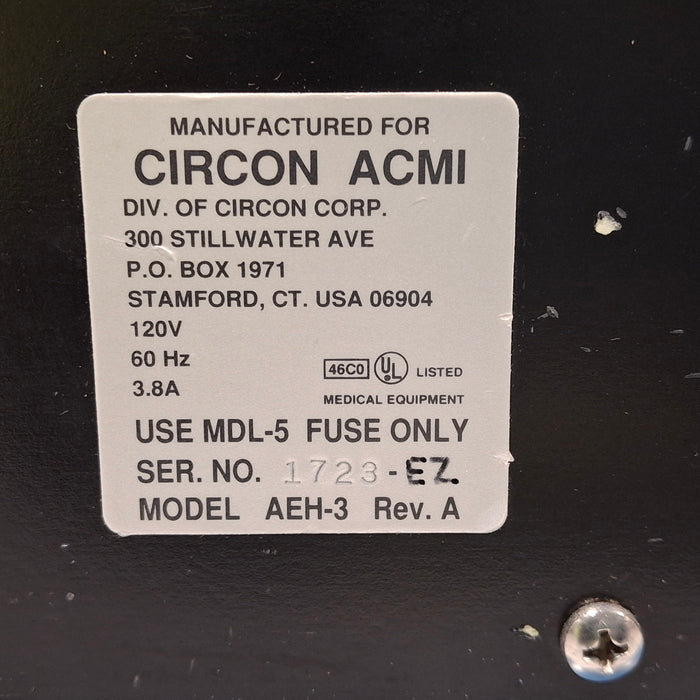 MANUFACTURED FOR
CIRCON ACMI
DIV. OF CIRCON CORP.
300 STILLWATER AVE
P.O. BOX 1971
STAMFORD, CT. USA 06904
120V
60 Hz
3.8A
46C0 UL LISTED
MEDICAL EQUIPMENT
USE MDL-5 FUSE ONLY
SER. NO. 1723-EZ
MODEL AEH-3 Rev. A